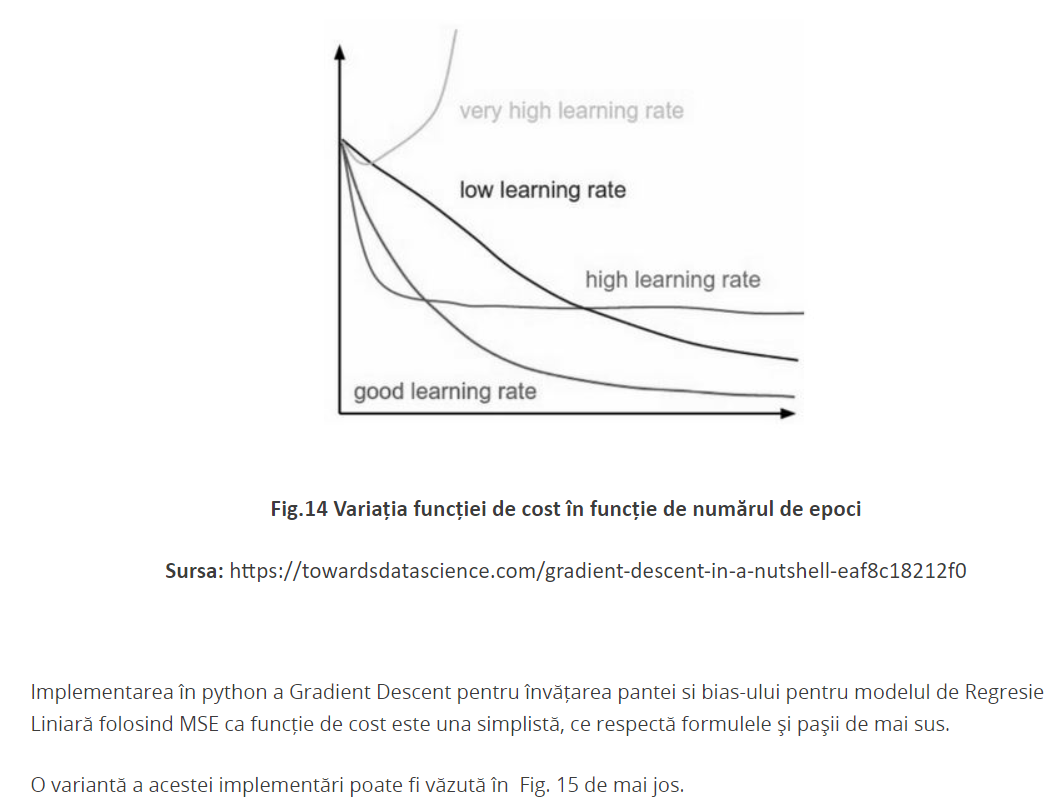 very high learning rate
low learning rate
high learning rate
good learning rate
Fig.14 Variația funcției de cost în funcție de numărul de epoci
Sursa: https://towardsdatascience.com/gradient-descent-in-a-nutshell-eaf8c18212f0
Implementarea în python a Gradient Descent pentru învățarea pantei si bias-ului pentru modelul de Regresie
Liniară folosind MSE ca funcție de cost este una simplistă, ce respectă formulele şi paşii de mai sus.
O variantă a acestei implementări poate fi văzută în  Fig. 15 de mai jos.